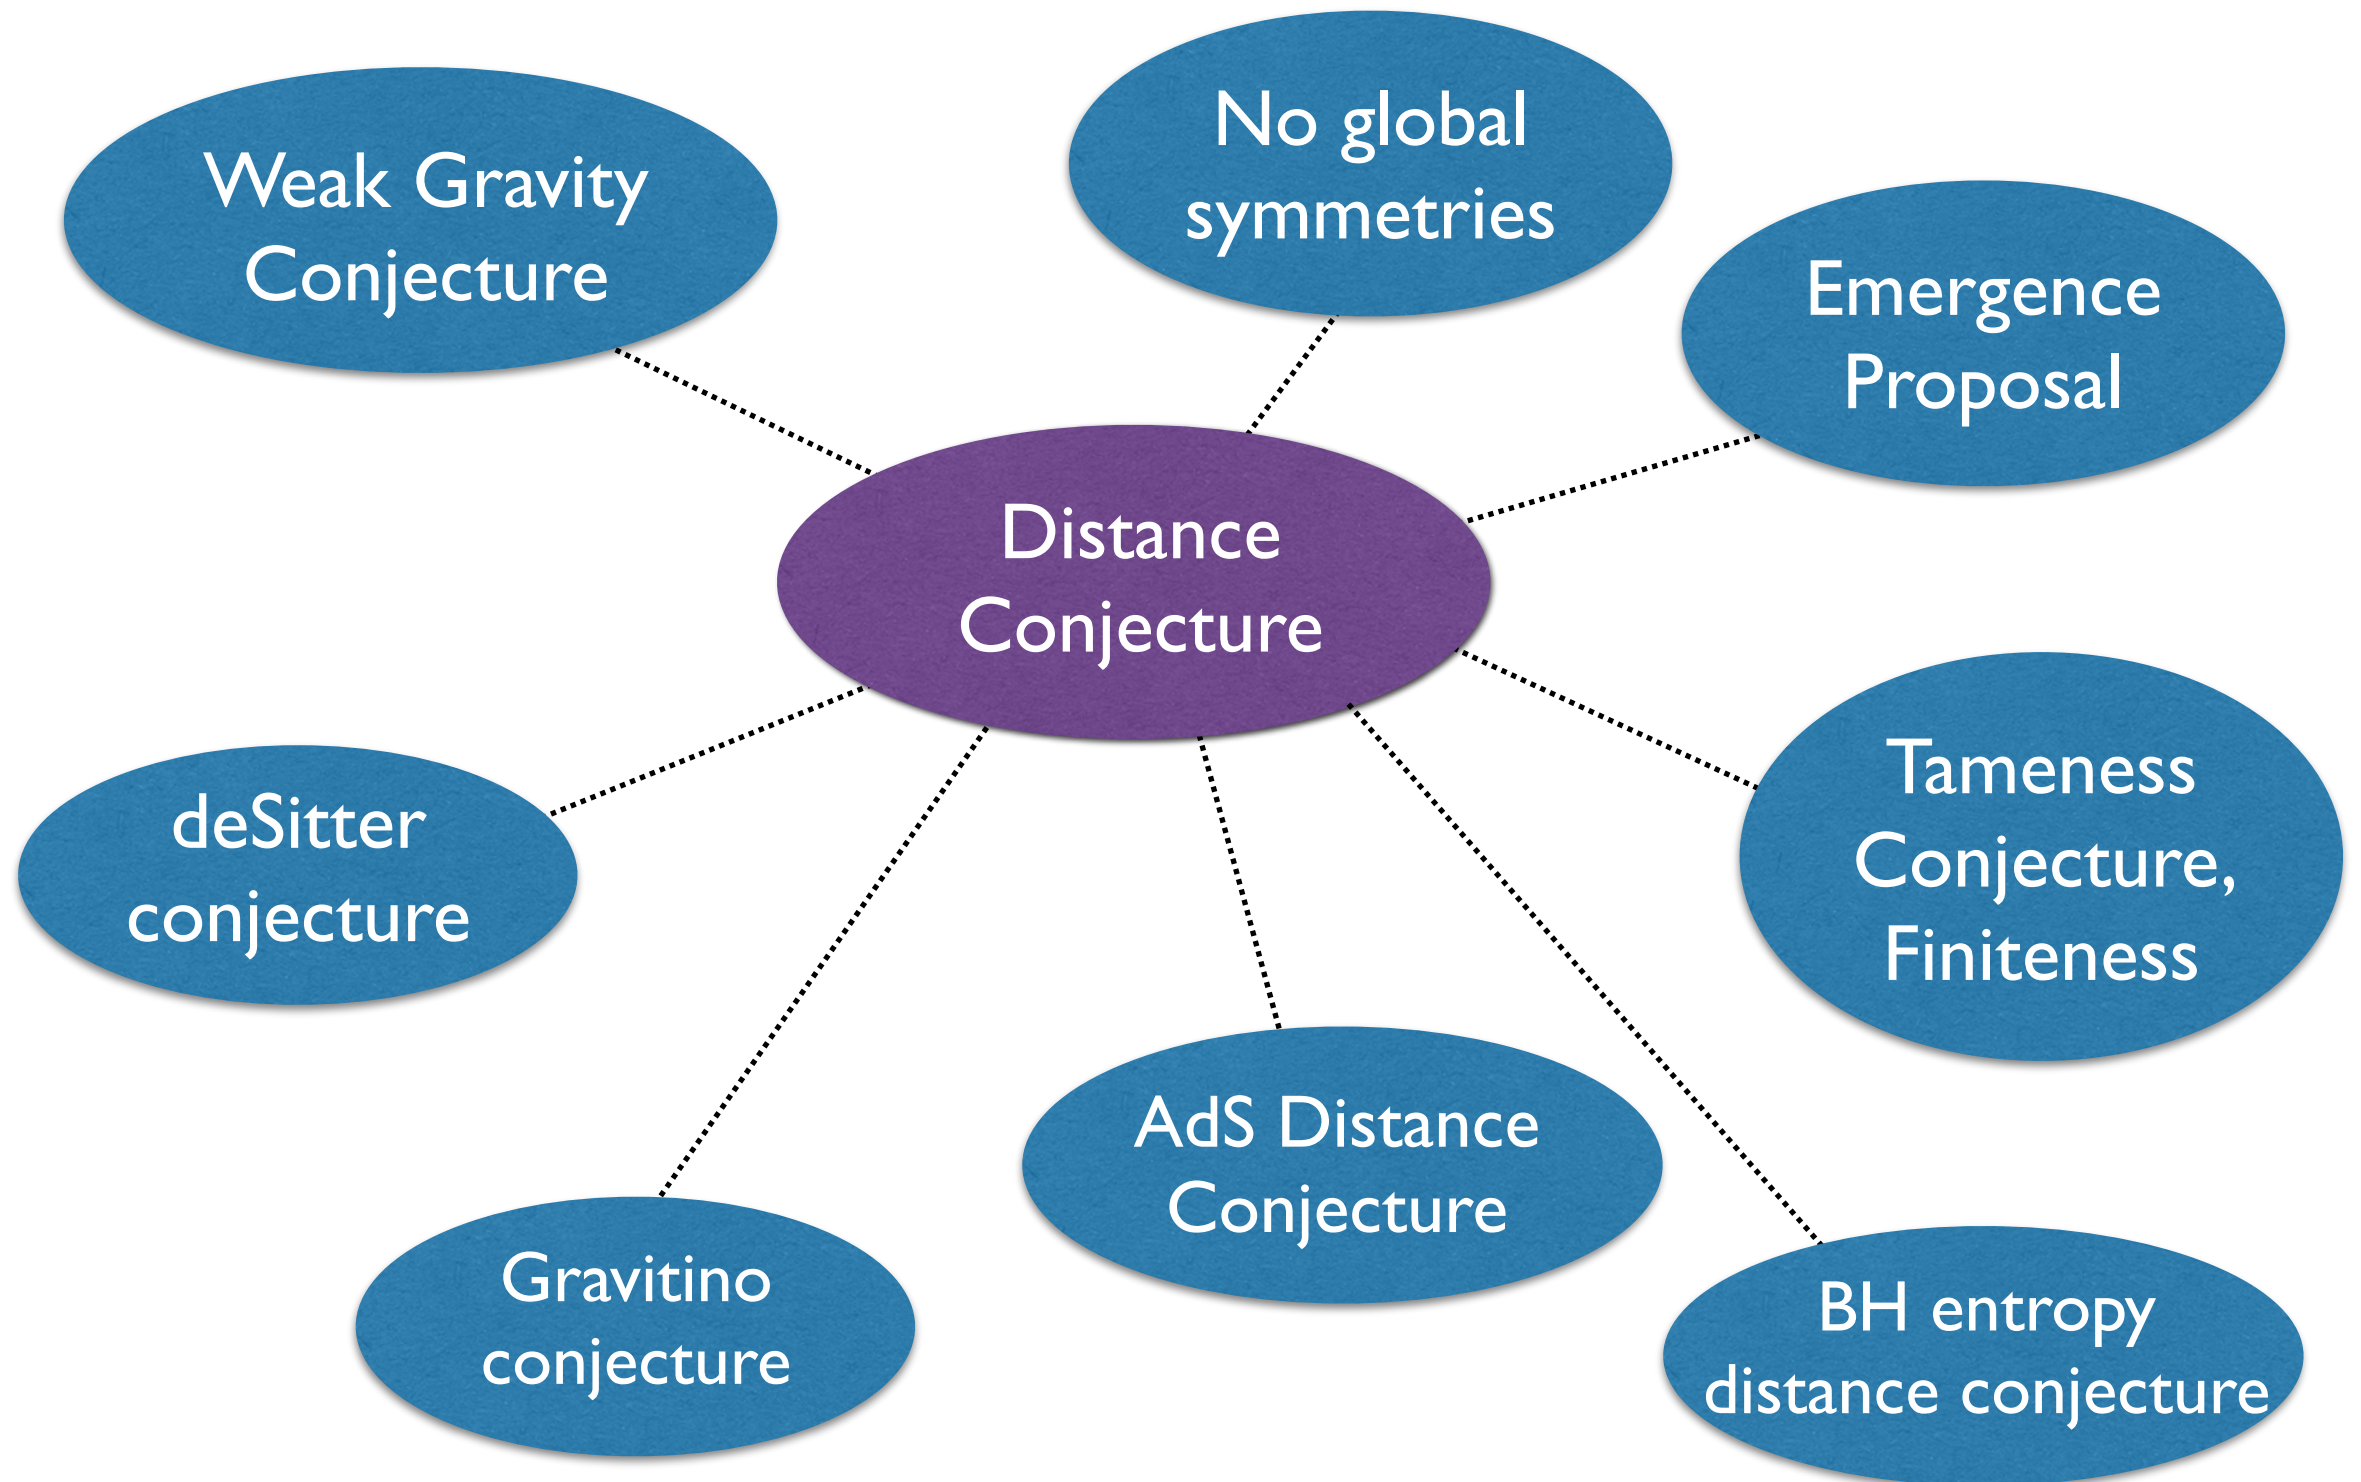 Weak Gravity
Conjecture
No global
symmetries
Emergence
Proposal
Distance
Conjecture
deSitter
conjecture
Tameness
Conjecture,
Finiteness
Gravitino
conjecture
AdS Distance
Conjecture
BH entropy
distance conjecture